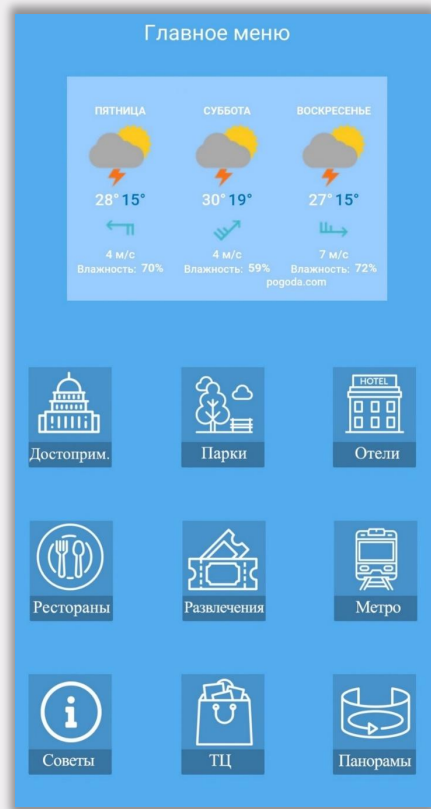 Главное меню
ПЯТНИЦА СУББОТА ВОСКРЕСЕНЬЕ
28° 15° 30° 19° 27° 15°
4 м/с 4 м/с 7 м/с
Влажность: 70% Влажность: 59% Влажность: 72%
pogoda.com
HOTEL
Достоприм. Парки Отели
Рестораны Развлечения Метро
Советы ТЦ Панорамы